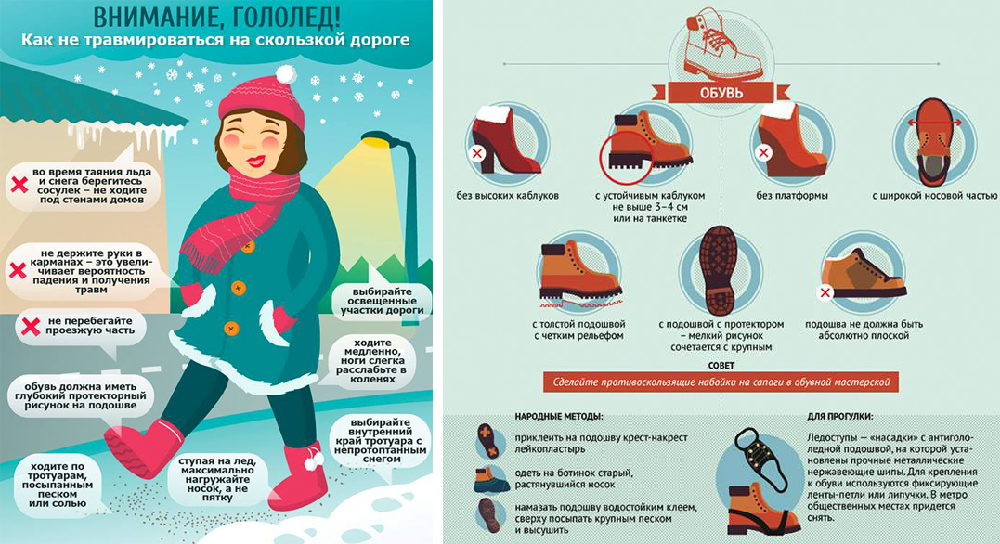 ВНИМАНИЕ, ГОЛОЛЕД!
Как не травмироваться на скользкой дороге
во время таяния льда
и снега берегитесь
сосулек – не ходите
под стенами домов
не держите руки в
карманах – это увели-
чивает вероятность
падения и получения
травм
не перебегайте
проезжую часть
обувь должна иметь
глубокий протекторный
рисунок на подошве
ходите по
тротуарам,
посыпанным
песком
или солью
ступая на лед,
максимально
нагружайте
носок, а не
пятку
выбирайте
освещенные
участки дороги
ходите
медленно,
ноги слегка
расслабьте в
коленях
выбирайте
внутренний
край тротуара с
непротоптанным
снегом
ОБУВЬ
без высоких каблуков
с устойчивым каблуком
не выше 3–4 см
или на танкетке
без платформы
с широкой носовой частью
с толстой подошвой
с четким рельефом
с подошвой с протектором
– мелкий рисунок
сочетается с крупным
подошва не должна быть
абсолютно плоской
СОВЕТ
Сделайте противоскользящие набойки на сапоги в обувной мастерской
НАРОДНЫЕ МЕТОДЫ:
приклеить на подошву крест-накрест
лейкопластырь
одеть на ботинок старый,
растянувшийся носок
намазать подошву водостойким клеем,
сверху посыпать крупным песком
и высушить
ДЛЯ ПРОГУЛКИ:
Ледоступы — «насадки» с антиголо-
ледной подошвой, на которой уста-
новлены прочные металлические
нержавеющие шипы. Для крепления
к обуви используются фиксирующие
ленты-петли или липучки. В метро
общественных местах придется
снять.